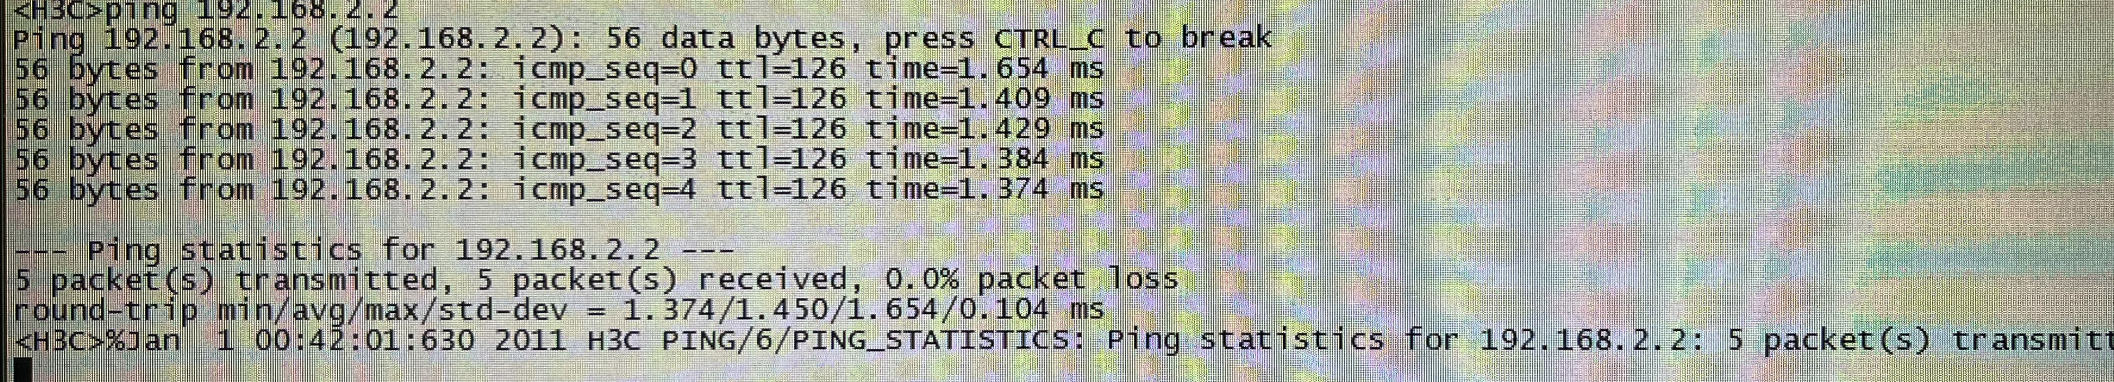 <H3C>ping 192.168.2.2
Ping 192.168.2.2 (192.168.2.2): 56 data bytes, press CTRL_C to break
56 bytes from 192.168.2.2: icmp_seq=0 ttl=126 time=1.654 ms
56 bytes from 192.168.2.2: icmp_seq=1 ttl=126 time=1.409 ms
56 bytes from 192.168.2.2: icmp_seq=2 ttl=126 time=1.429 ms
56 bytes from 192.168.2.2: icmp_seq=3 ttl=126 time=1.384 ms
56 bytes from 192.168.2.2: icmp_seq=4 ttl=126 time=1.374 ms
--- Ping statistics for 192.168.2.2 ---
5 packet(s) transmitted, 5 packet(s) received, 0.0% packet loss
round-trip min/avg/max/std-dev = 1.374/1.450/1.654/0.104 ms
<H3C>%Jan  1 00:42:01:630 2011 H3C PING/6/PING_STATISTICS: Ping statistics for 192.168.2.2: 5 packet(s) transmitt